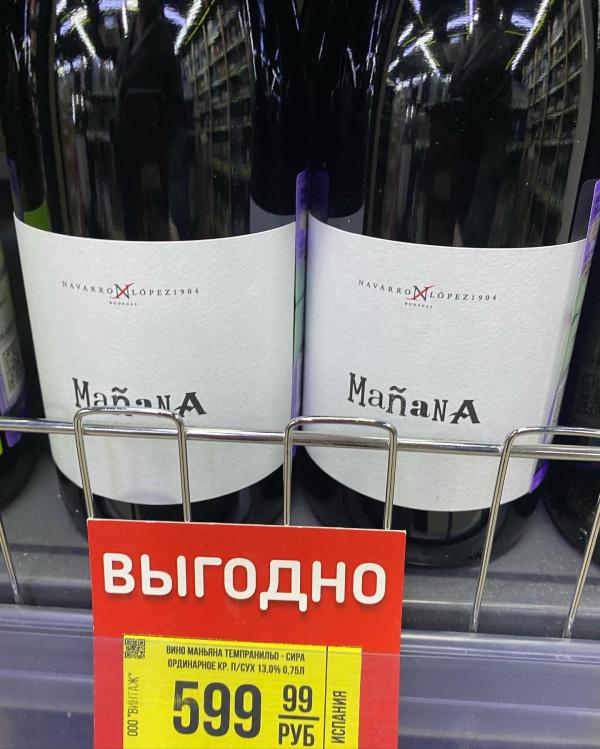 NAVARRO N LÓPEZ 1904
BODEGAS
MañanA
NAVARRO N LÓPEZ 1904
BODEGAS
MañanA
ВЫГОДНО
ВИНО МАНЬЯНА ТЕМПРАНИЛЬО - СИРА
ОРДИНАРНОЕ КР. П/СУХ 13,0% 0,75Л
ООО "ВИНТАЖ"
599 99
РУБ
ИСПАНИЯ